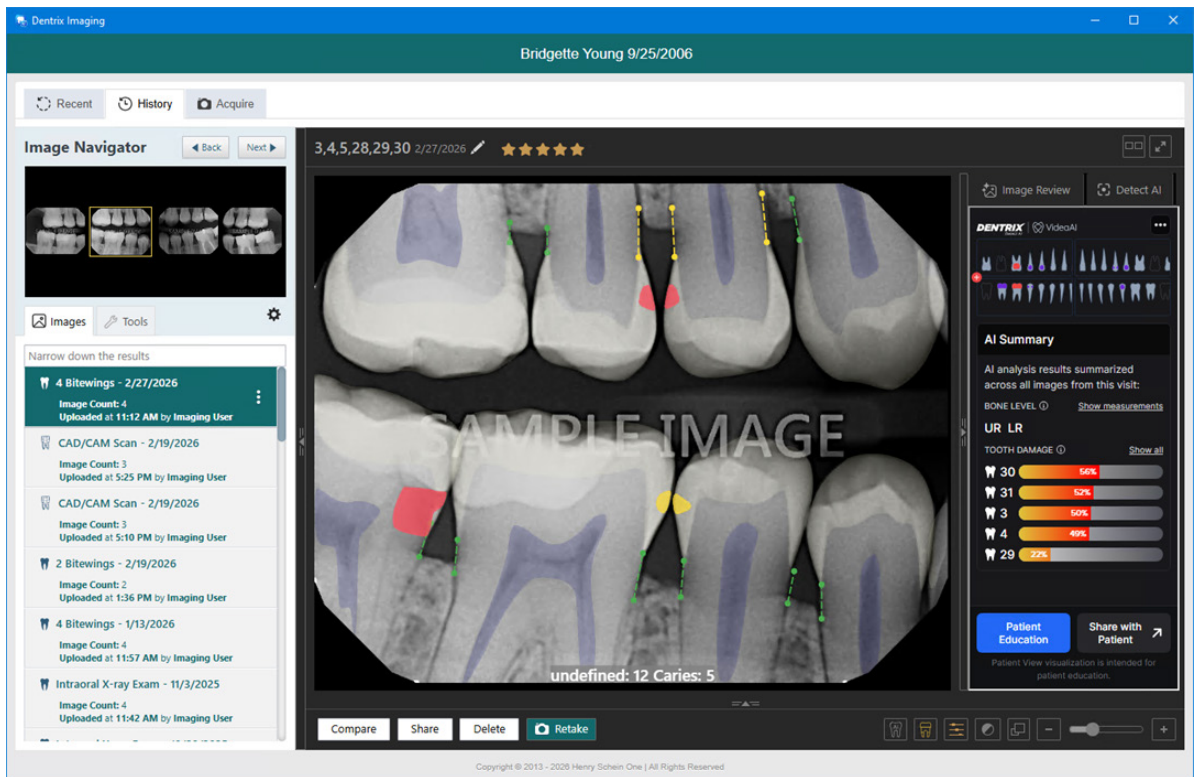 Dentrix Imaging
Bridgette Young 9/25/2006
Recent History Acquire
Image Navigator
Back Next
Images Tools
Narrow down the results
4 Bitewings - 2/27/2026
Image Count: 4
Uploaded at 11:12 AM by Imaging User
CAD/CAM Scan - 2/19/2026
Image Count: 3
Uploaded at 5:25 PM by Imaging User
CAD/CAM Scan - 2/19/2026
Image Count: 3
Uploaded at 5:10 PM by Imaging User
2 Bitewings - 2/19/2026
Image Count: 2
Uploaded at 1:36 PM by Imaging User
4 Bitewings - 1/13/2026
Image Count: 4
Uploaded at 11:57 AM by Imaging User
Intraoral X-ray Exam - 11/3/2025
Image Count: 4
Uploaded at 11:42 AM by Imaging User
3,4,5,28,29,30 2/27/2026
SAMPLE IMAGE
undefined: 12 Caries: 5
Compare Share Delete Retake
Image Review Detect AI
DENTRIX VideaAI
AI Summary
AI analysis results summarized
across all images from this visit:
BONE LEVEL Show measurements
UR LR
TOOTH DAMAGE Show all
30 56%
31 52%
3 50%
4 49%
29 22%
Patient
Education
Share with
Patient
Patient View visualization is intended for
patient education.
Copyright © 2013 - 2026 Henry Schein One | All Rights Reserved